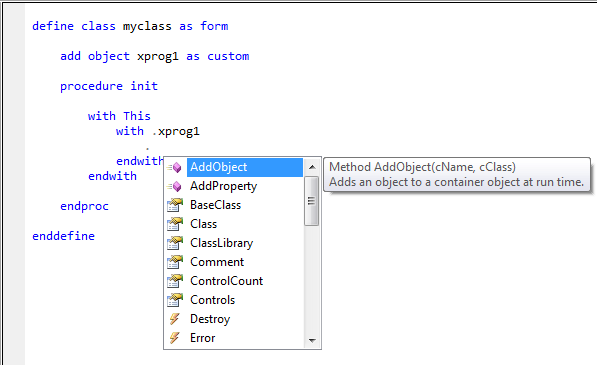 define class myclass as form
add object xprog1 as custom
procedure init
with This
with .xprog1
.
endwith
endwith
endproc
enddefine
AddObject
AddProperty
BaseClass
Class
ClassLibrary
Comment
ControlCount
Controls
Destroy
Error
Method AddObject(cName, cClass)
Adds an object to a container object at run time.